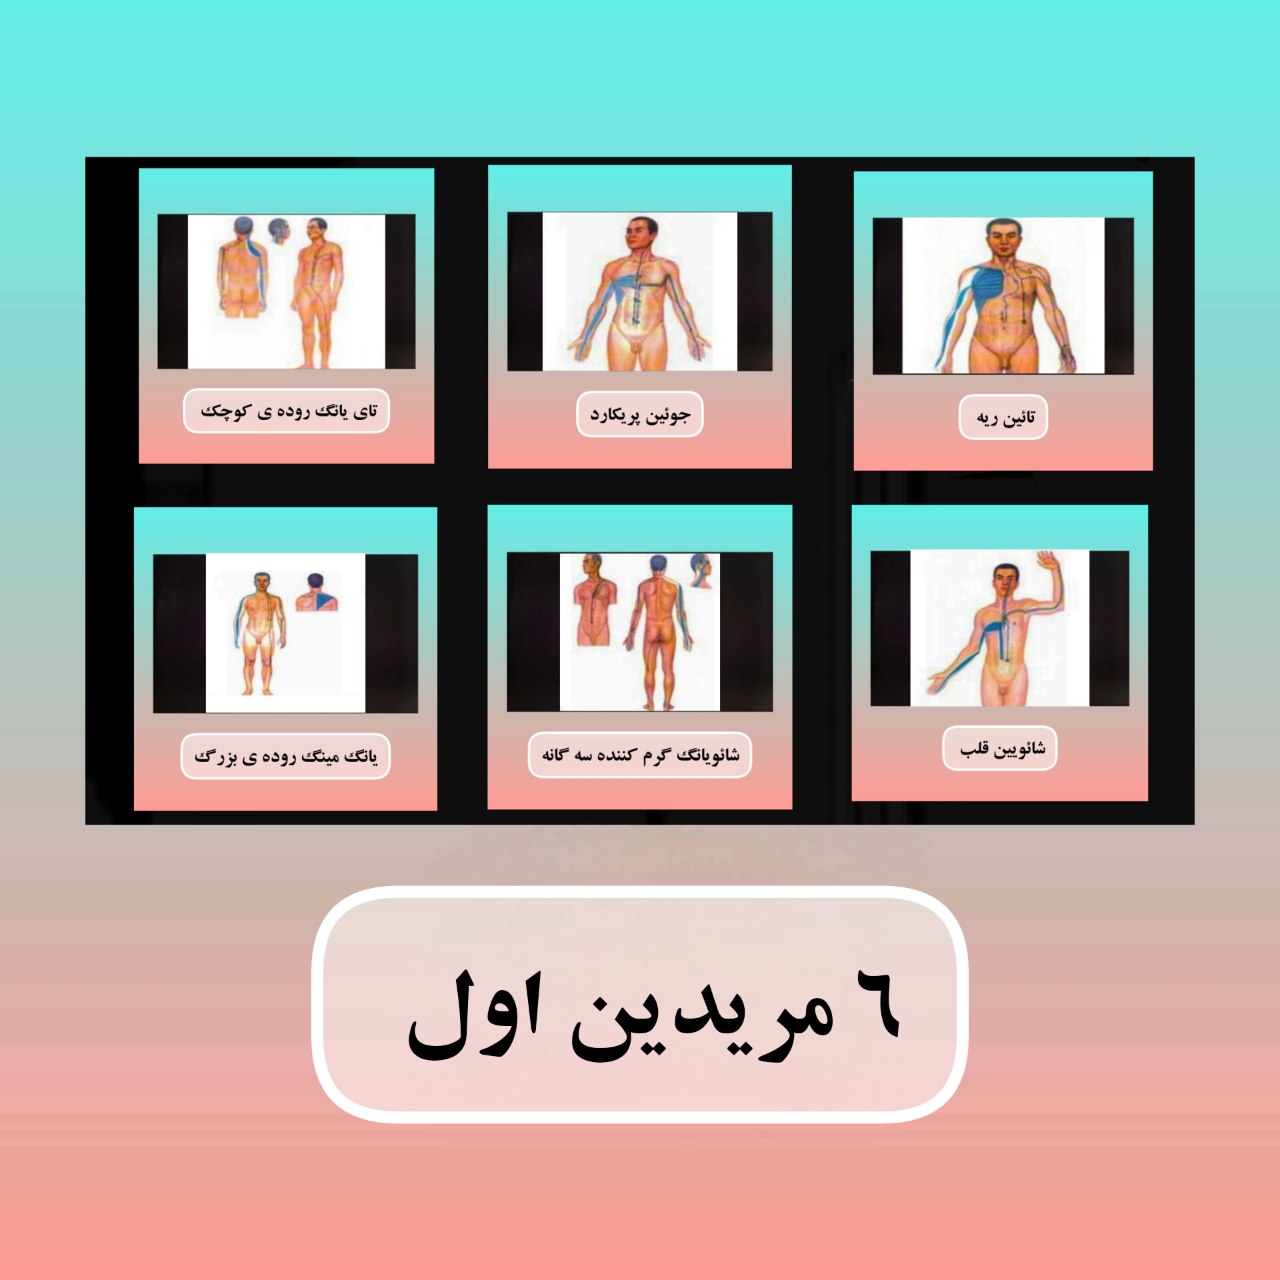 تائین ریه
جوئین پریکارد
تای یانگ روده ی کوچک
شائویین قلب
شائویانگ گرم کننده سه گانه
یانگ مینگ روده ی بزرگ
٦ مریدین اول